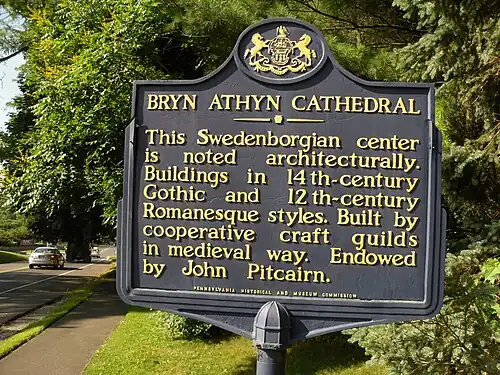 BRYN ATHYN CATHEDRAL
This Swedenborgian center
is noted architecturally.
Buildings in 14th-century
Gothic and 12th-century
Romanesque styles. Built by
cooperative craft guilds
in medieval way. Endowed
by John Pitcairn.
PENNSYLVANIA HISTORICAL AND MUSEUM COMMISSION